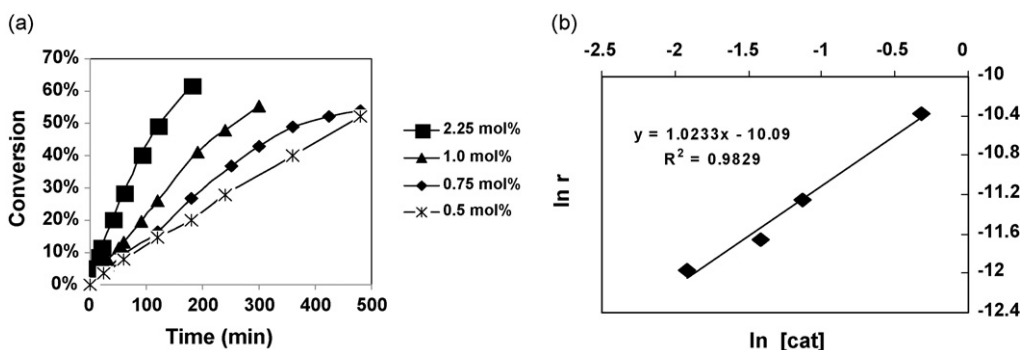 (a)
70%
60%
50%
40%
30%
20%
10%
0%
0 100 200 300 400 500
Time (min)
Conversion
2.25 mol%
1.0 mol%
0.75 mol%
0.5 mol%
(b)
-2.5 -2 -1.5 -1 -0.5 0
-10
-10.4
-10.8
-11.2
-11.6
-12
-12.4
y = 1.0233x - 10.09
R² = 0.9829
ln r
ln [cat]